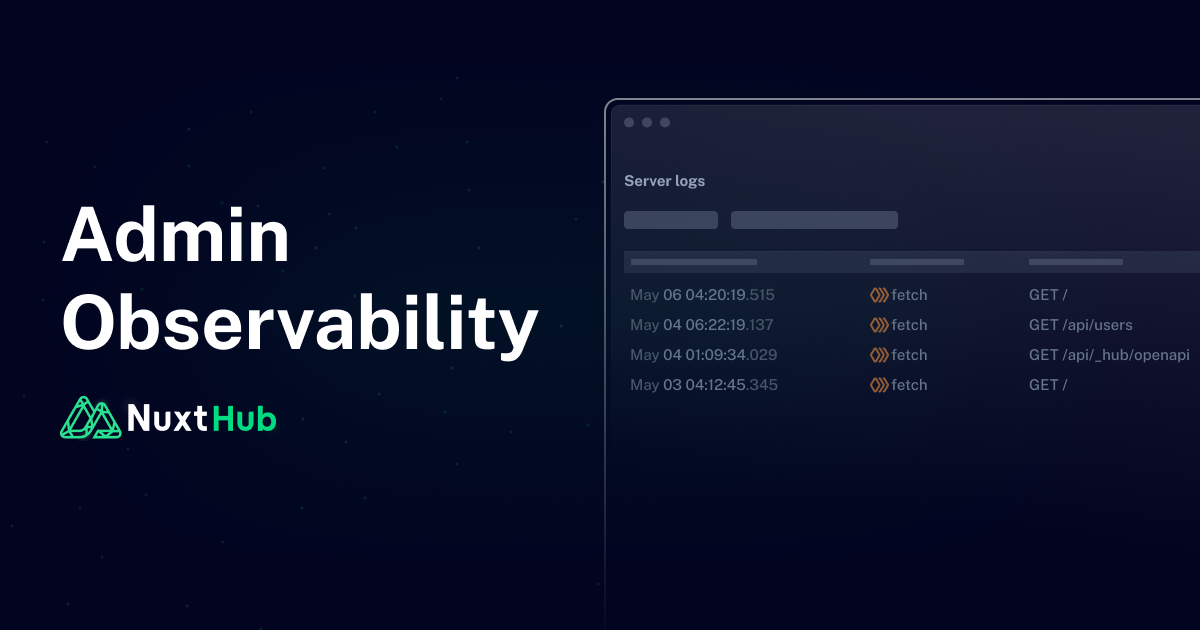 Admin
Observability
NuxtHub
Server logs
May 06 04:20:19.515 fetch GET /
May 04 06:22:19.137 fetch GET /api/users
May 04 01:09:34.029 fetch GET /api/_hub/openapi
May 03 04:12:45.345 fetch GET /